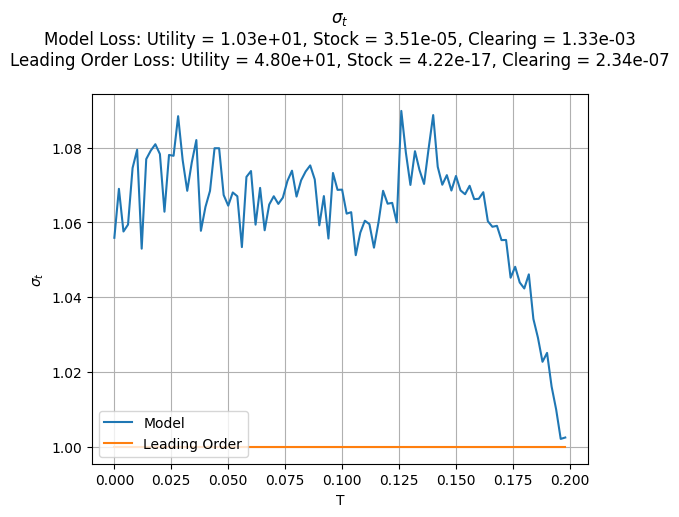 σt
Model Loss: Utility = 1.03e+01, Stock = 3.51e-05, Clearing = 1.33e-03
Leading Order Loss: Utility = 4.80e+01, Stock = 4.22e-17, Clearing = 2.34e-07
1.08
1.06
1.04
1.02
1.00
σt
Model
Leading Order
0.000 0.025 0.050 0.075 0.100 0.125 0.150 0.175 0.200
T